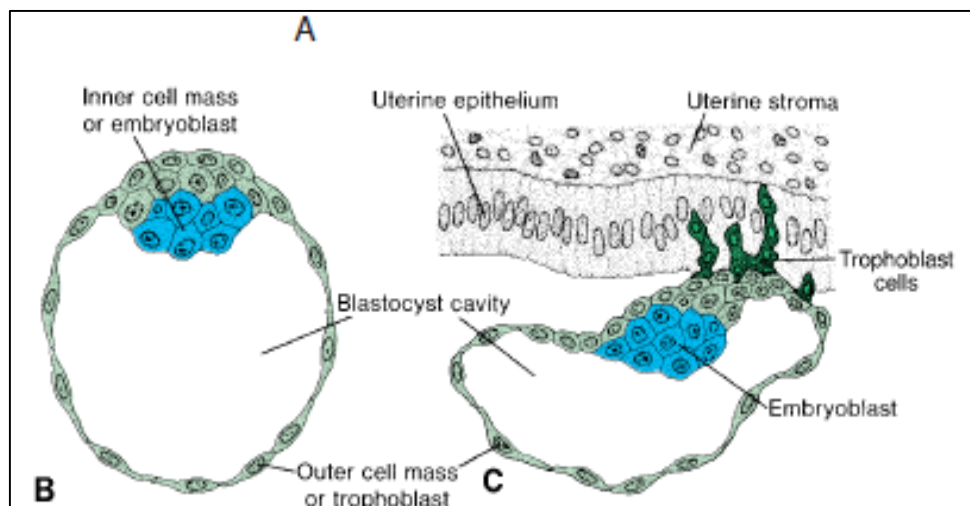 A
Inner cell mass
or embryoblast
Uterine epithelium
Uterine stroma
Trophoblast
cells
Blastocyst cavity
Embryoblast
Outer cell mass
or trophoblast
B
C